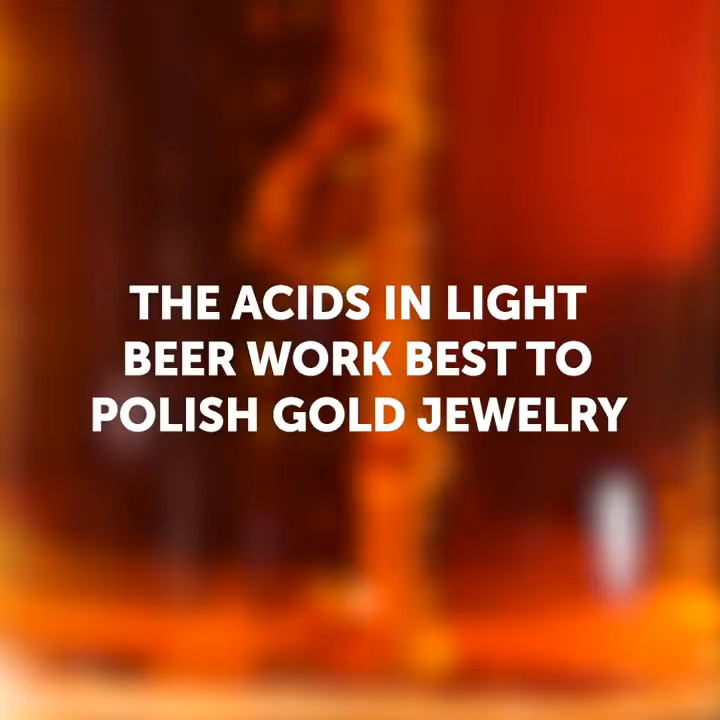 THE ACIDS IN LIGHT
BEER WORK BEST TO
POLISH GOLD JEWELRY